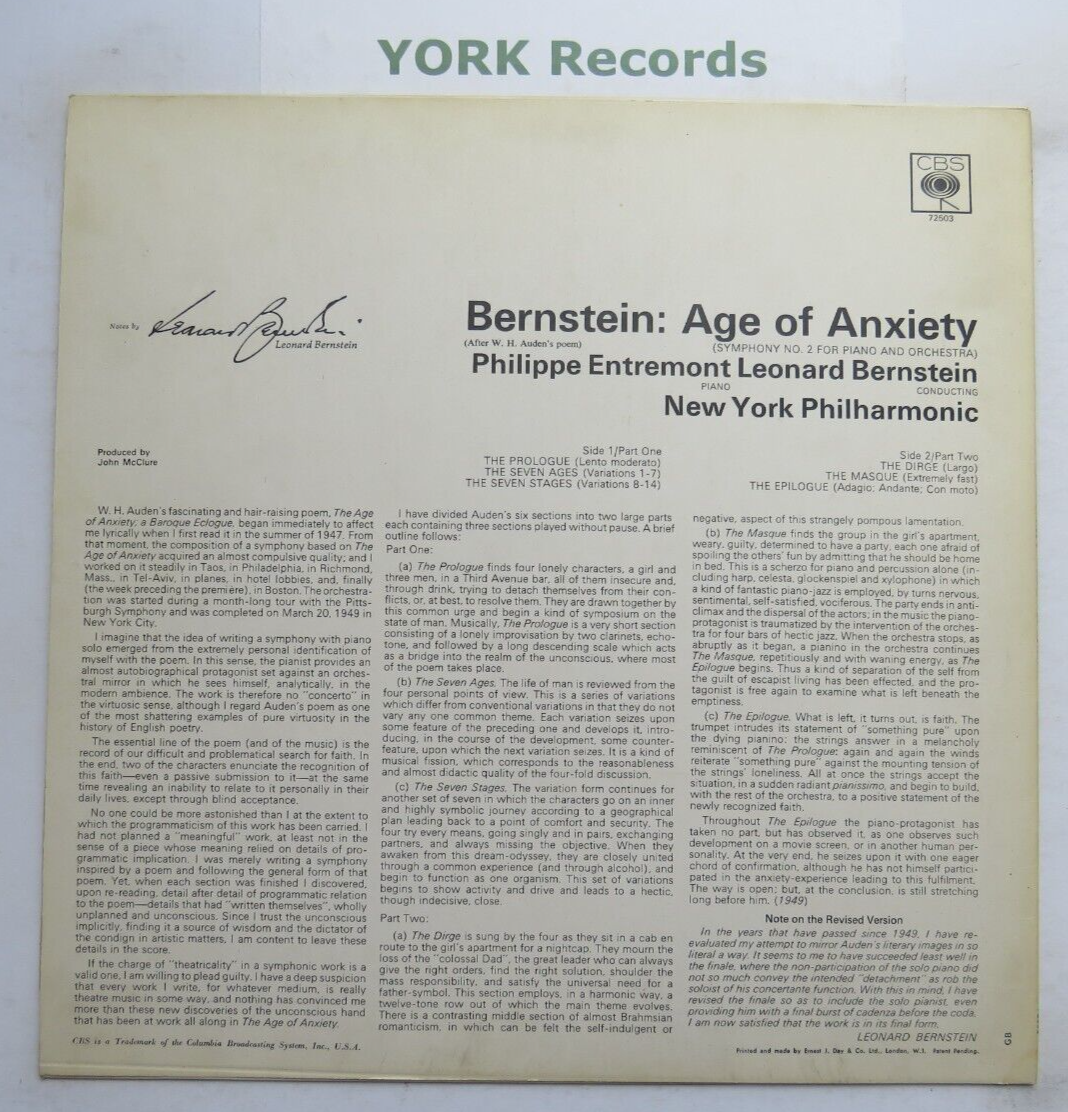 YORK Records
CBS
72503
Notes by Leonard Bernstein
Leonard Bernstein
Bernstein: Age of Anxiety
(After W. H. Auden's poem)
(SYMPHONY NO. 2 FOR PIANO AND ORCHESTRA)
Philippe Entremont Leonard Bernstein
PIANO CONDUCTING
New York Philharmonic
Produced by
John McClure
Side 1/Part One
THE PROLOGUE (Lento moderato)
THE SEVEN AGES (Variations 1-7)
THE SEVEN STAGES (Variations 8-14)
Side 2/Part Two
THE DIRGE (Largo)
THE MASQUE (Extremely fast)
THE EPILOGUE (Adagio; Andante; Con moto)
W. H. Auden's fascinating and hair-raising poem, The Age
of Anxiety; a Baroque Eclogue, began immediately to affect
me lyrically when I first read it in the summer of 1947. From
that moment, the composition of a symphony based on The
Age of Anxiety acquired an almost compulsive quality; and I
worked on it steadily in Taos, in Philadelphia, in Richmond,
Mass., in Tel-Aviv, in planes, in hotel lobbies, and, finally
(the week preceding the premiere), in Boston. The orchestra-
tion was started during a month-long tour with the Pitts-
burgh Symphony and was completed on March 20, 1949 in
New York City.
I imagine that the idea of writing a symphony with piano
solo emerged from the extremely personal identification of
myself with the poem. In this sense, the pianist provides an
almost autobiographical protagonist set against an orches-
tral mirror in which he sees himself, analytically, in the
modern ambience. The work is therefore no "concerto" in
the virtuosic sense, although I regard Auden's poem as one
of the most shattering examples of pure virtuosity in the
history of English poetry.
The essential line of the poem (and of the music) is the
record of our difficult and problematical search for faith. In
the end, two of the characters enunciate the recognition of
this faith—even a passive submission to it—at the same
time revealing an inability to relate to it personally in their
daily lives, except through blind acceptance.
No one could be more astonished than I at the extent to
which the programmaticism of this work has been carried. I
had not planned a "meaningful" work, at least not in the
sense of a piece whose meaning relied on details of pro-
grammatic implication. I was merely writing a symphony
inspired by a poem and following the general form of that
poem. Yet, when each section was finished I discovered,
upon re-reading, detail after detail of programmatic relation
to the poem—details that had "written themselves", wholly
unplanned and unconscious. Since I trust the unconscious
implicitly, finding it a source of wisdom and the dictator of
the condign in artistic matters, I am content to leave these
details in the score.
If the charge of "theatricality" in a symphonic work is a
valid one, I am willing to plead guilty. I have a deep suspicion
that every work I write, for whatever medium, is really
theatre music in some way, and nothing has convinced me
more than these new discoveries of the unconscious hand
that has been at work all along in The Age of Anxiety.
CBS is a Trademark of the Columbia Broadcasting System, Inc., U.S.A.
I have divided Auden's six sections into two large parts
each containing three sections played without pause. A brief
outline follows:
Part One:
(a) The Prologue finds four lonely characters, a girl and
three men, in a Third Avenue bar, all of them insecure and,
through drink, trying to detach themselves from their con-
flicts, or, at best, to resolve them. They are drawn together by
this common urge and begin a kind of symposium on the
state of man. Musically, The Prologue is a very short section
consisting of a lonely improvisation by two clarinets, echo-
tone, and followed by a long descending scale which acts
as a bridge into the realm of the unconscious, where most
of the poem takes place.
(b) The Seven Ages. The life of man is reviewed from the
four personal points of view. This is a series of variations
which differ from conventional variations in that they do not
vary any one common theme. Each variation seizes upon
some feature of the preceding one and develops it, intro-
ducing, in the course of the development, some counter-
feature, upon which the next variation seizes. It is a kind of
musical fission, which corresponds to the reasonableness
and almost didactic quality of the four-fold discussion.
(c) The Seven Stages. The variation form continues for
another set of seven in which the characters go on an inner
and highly symbolic journey according to a geographical
plan leading back to a point of comfort and security. The
four try every means, going singly and in pairs, exchanging
partners, and always missing the objective. When they
awaken from this dream-odyssey, they are closely united
through a common experience (and through alcohol), and
begin to function as one organism. This set of variations
begins to show activity and drive and leads to a hectic,
though indecisive, close.
Part Two:
(a) The Dirge is sung by the four as they sit in a cab en
route to the girl's apartment for a nightcap. They mourn the
loss of the "colossal Dad", the great leader who can always
give the right orders, find the right solution, shoulder the
mass responsibility, and satisfy the universal need for a
father-symbol. This section employs, in a harmonic way, a
twelve-tone row out of which the main theme evolves.
There is a contrasting middle section of almost Brahmsian
romanticism, in which can be felt the self-indulgent or
negative, aspect of this strangely pompous lamentation.
(b) The Masque finds the group in the girl's apartment,
weary, guilty, determined to have a party, each one afraid of
spoiling the others' fun by admitting that he should be home
in bed. This is a scherzo for piano and percussion alone (in-
cluding harp, celesta, glockenspiel and xylophone) in which
a kind of fantastic piano-jazz is employed, by turns nervous,
sentimental, self-satisfied, vociferous. The party ends in anti-
climax and the dispersal of the actors; in the music the piano-
protagonist is traumatized by the intervention of the orches-
tra for four bars of hectic jazz. When the orchestra stops, as
abruptly as it began, a pianino in the orchestra continues
The Masque, repetitiously and with waning energy, as The
Epilogue begins. Thus a kind of separation of the self from
the guilt of escapist living has been effected, and the pro-
tagonist is free again to examine what is left beneath the
emptiness.
(c) The Epilogue. What is left, it turns out, is faith. The
trumpet intrudes its statement of "something pure" upon
the dying pianino; the strings answer in a melancholy
reminiscent of The Prologue: again and again the winds
reiterate "something pure" against the mounting tension of
the strings' loneliness. All at once the strings accept the
situation, in a sudden radiant pianissimo, and begin to build,
with the rest of the orchestra, to a positive statement of the
newly recognized faith.
Throughout The Epilogue the piano-protagonist has
taken no part, but has observed it, as one observes such
development on a movie screen, or in another human per-
sonality. At the very end, he seizes upon it with one eager
chord of confirmation, although he has not himself partici-
pated in the anxiety-experience leading to this fulfilment.
The way is open; but, at the conclusion, is still stretching
long before him. (1949)
Note on the Revised Version
In the years that have passed since 1949, I have re-
evaluated my attempt to mirror Auden's literary images in so
literal a way. It seems to me to have succeeded least well in
the finale, where the non-participation of the solo piano did
not so much convey the intended "detachment" as rob the
soloist of his concertante function. With this in mind, I have
revised the finale so as to include the solo pianist, even
providing him with a final burst of cadenza before the coda.
I am now satisfied that the work is in its final form.
LEONARD BERNSTEIN
Printed and made by Ernest J. Day & Co. Ltd., London, W.1. Patent Pending.
GB